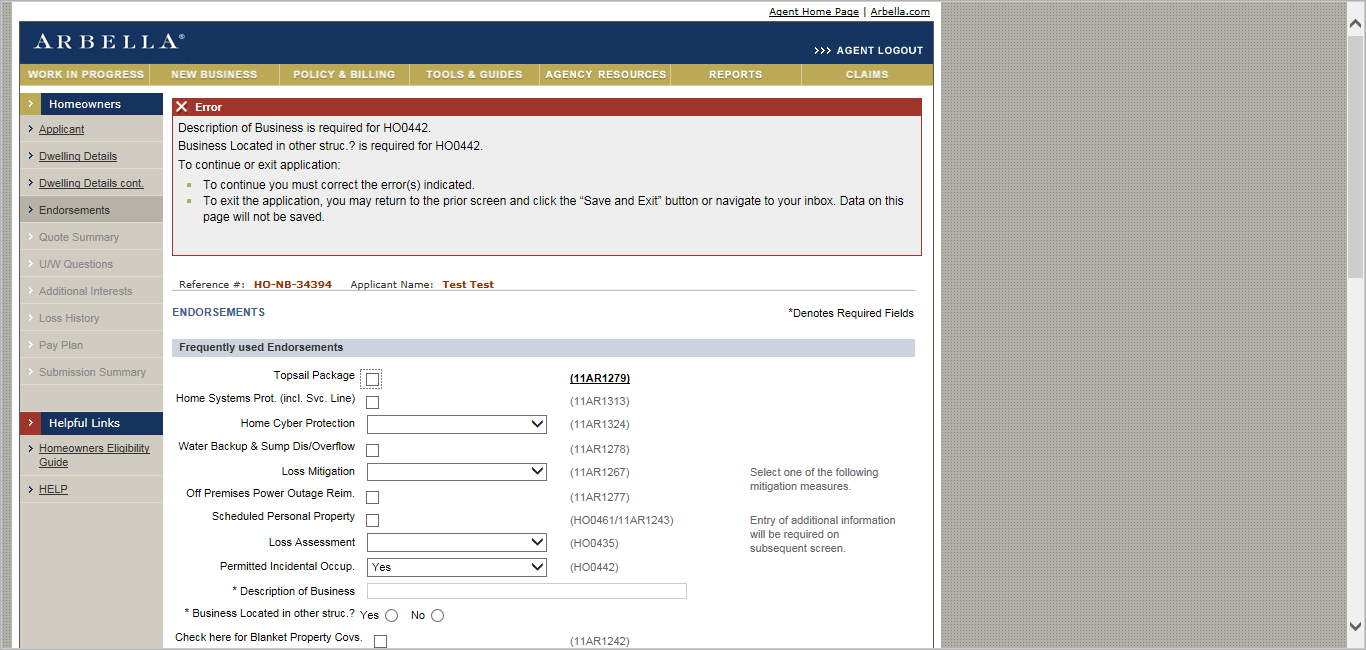 Agent Home Page | Arbella.com
ARBELLA®
>>> AGENT LOGOUT
WORK IN PROGRESS NEW BUSINESS POLICY & BILLING TOOLS & GUIDES AGENCY RESOURCES REPORTS CLAIMS
Homeowners
Applicant
Dwelling Details
Dwelling Details cont.
Endorsements
Quote Summary
U/W Questions
Additional Interests
Loss History
Pay Plan
Submission Summary
Helpful Links
Homeowners Eligibility
Guide
HELP
Error
Description of Business is required for HO0442.
Business Located in other struc.? is required for HO0442.
To continue or exit application:
To continue you must correct the error(s) indicated.
To exit the application, you may return to the prior screen and click the “Save and Exit” button or navigate to your inbox. Data on this
page will not be saved.
Reference #: HO-NB-34394 Applicant Name: Test Test
ENDORSEMENTS
*Denotes Required Fields
Frequently used Endorsements
Topsail Package (11AR1279)
Home Systems Prot. (incl. Svc. Line) (11AR1313)
Home Cyber Protection (11AR1324)
Water Backup & Sump Dis/Overflow (11AR1278)
Loss Mitigation (11AR1267) Select one of the following
mitigation measures.
Off Premises Power Outage Reim. (11AR1277)
Scheduled Personal Property (HO0461/11AR1243) Entry of additional information
will be required on
subsequent screen.
Loss Assessment (HO0435)
Permitted Incidental Occup. Yes (HO0442)
* Description of Business
* Business Located in other struc.? Yes No
Check here for Blanket Property Covs. (11AR1242)